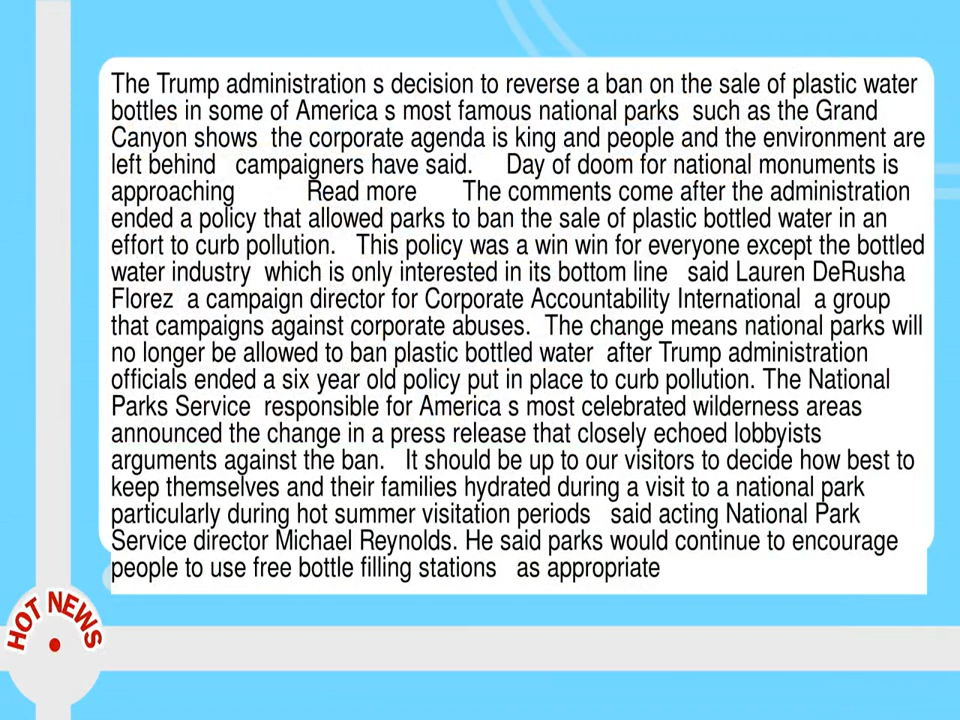 The Trump administration s decision to reverse a ban on the sale of plastic water
bottles in some of America s most famous national parks such as the Grand
Canyon shows the corporate agenda is king and people and the environment are
left behind campaigners have said. Day of doom for national monuments is
approaching Read more The comments come after the administration
ended a policy that allowed parks to ban the sale of plastic bottled water in an
effort to curb pollution. This policy was a win win for everyone except the bottled
water industry which is only interested in its bottom line said Lauren DeRusha
Florez a campaign director for Corporate Accountability International a group
that campaigns against corporate abuses. The change means national parks will
no longer be allowed to ban plastic bottled water after Trump administration
officials ended a six year old policy put in place to curb pollution. The National
Parks Service responsible for America s most celebrated wilderness areas
announced the change in a press release that closely echoed lobbyists
arguments against the ban. It should be up to our visitors to decide how best to
keep themselves and their families hydrated during a visit to a national park
particularly during hot summer visitation periods said acting National Park
Service director Michael Reynolds. He said parks would continue to encourage
people to use free bottle filling stations as appropriate
HOT NEWS